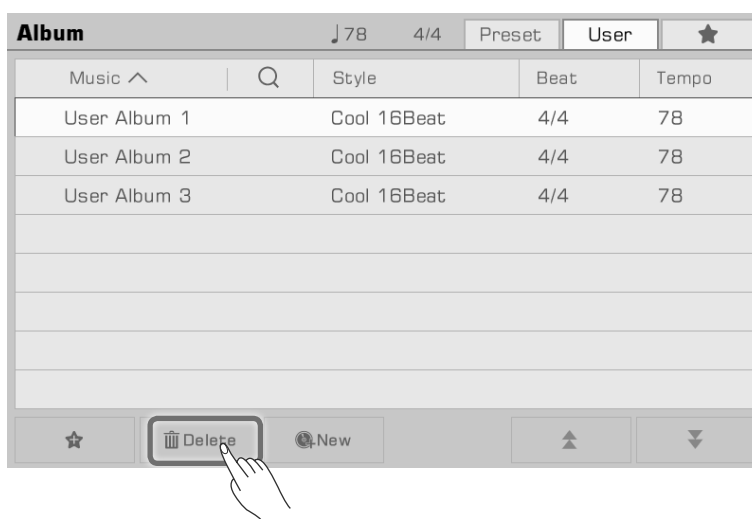 Album ♩78 4/4 Preset User
Music Style Beat Tempo
User Album 1 Cool 16Beat 4/4 78
User Album 2 Cool 16Beat 4/4 78
User Album 3 Cool 16Beat 4/4 78
Delete New